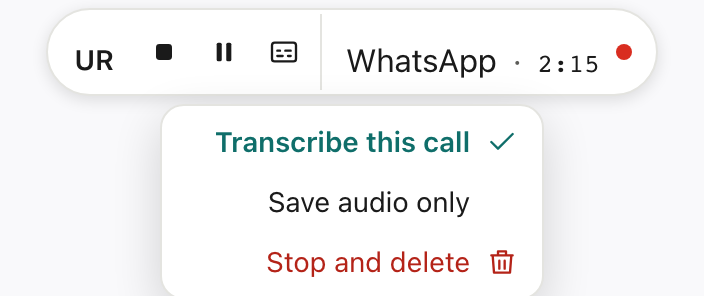 UR WhatsApp · 2:15
Transcribe this call
Save audio only
Stop and delete